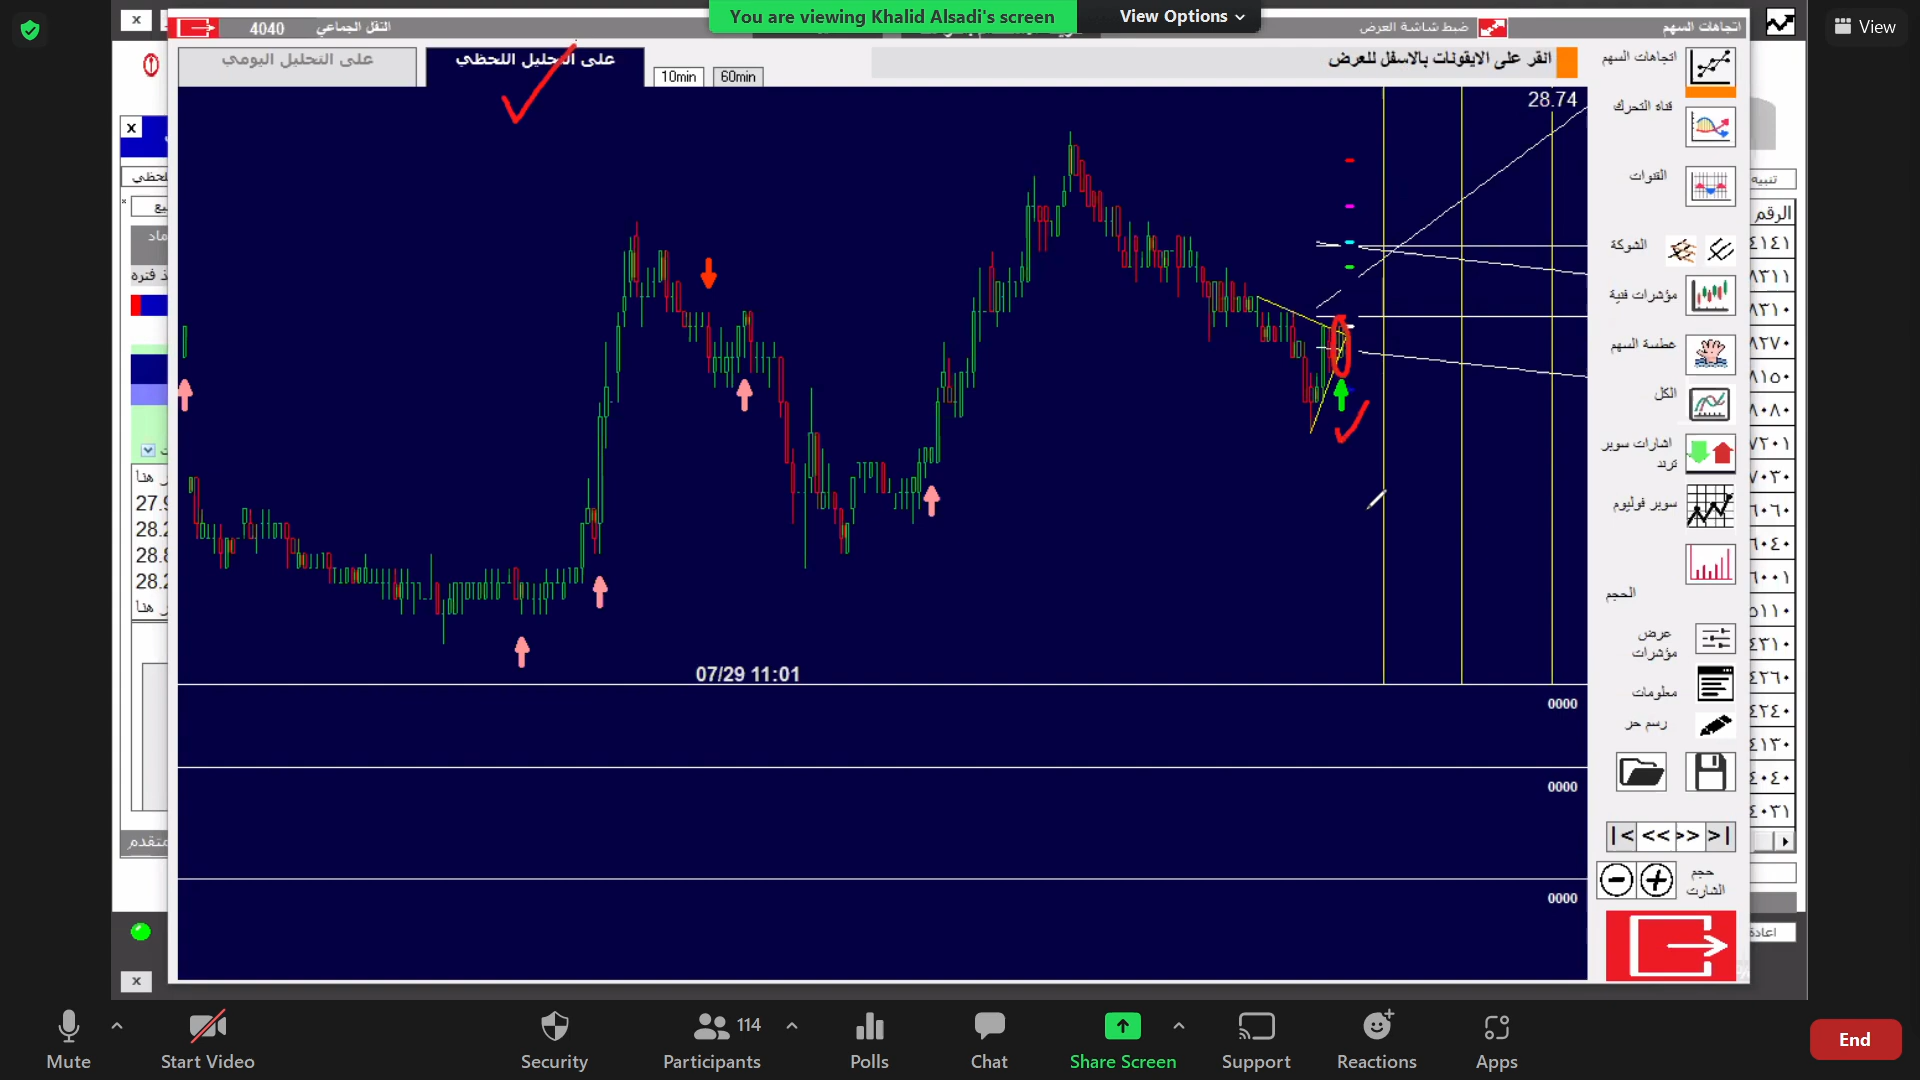 You are viewing Khalid Alsadi's screen
View Options
View
4040
النقل الجماعي
ضبط شاشة العرض
اتجاهات السهم
على التحليل اليومي
على التحليل اللحظي
10min
60min
انقر على الايقونات بالاسفل للعرض
28.74
اتجاهات السهم
قناه التحرك
القنوات
الشوكة
مؤشرات فنية
غطسة السهم
الكل
اشارات سوبر
ترند
سوبر فوليوم
الحجم
عرض
مؤشرات
معلومات
رسم حر
|< << >> >|
حجم
الشارت
07/29 11:01
0000
0000
0000
تنبيه
الرقم
x
x
x
Mute
Start Video
Security
114
Participants
Polls
Chat
Share Screen
Support
Reactions
Apps
End